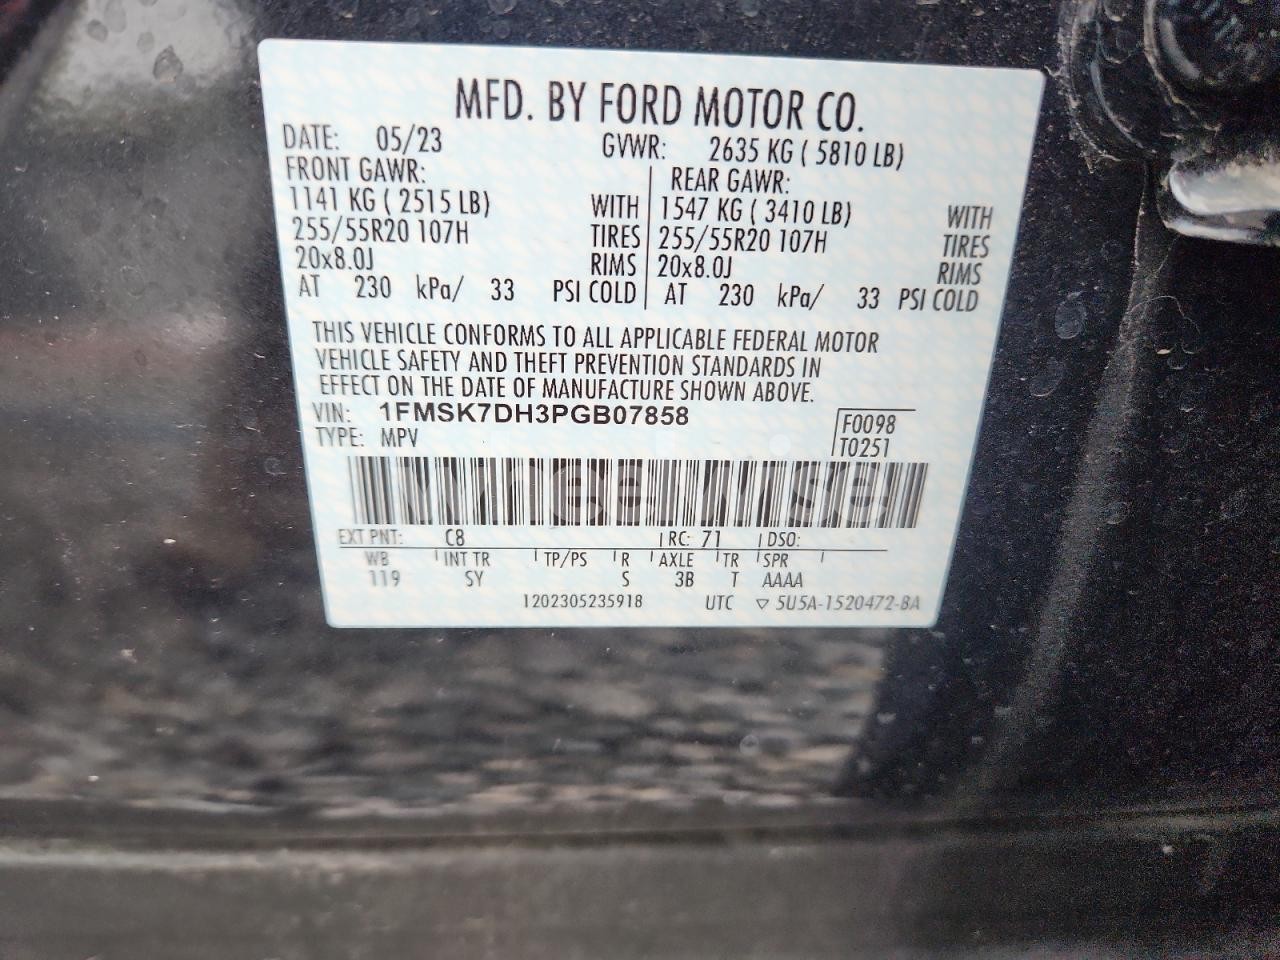 MFD. BY FORD MOTOR CO.
DATE: 05/23 GVWR: 2635 KG ( 5810 LB)
FRONT GAWR: REAR GAWR:
1141 KG ( 2515 LB) WITH 1547 KG ( 3410 LB) WITH
255/55R20 107H TIRES 255/55R20 107H TIRES
20x8.0J RIMS 20x8.0J RIMS
AT 230 kPa/ 33 PSI COLD AT 230 kPa/ 33 PSI COLD
THIS VEHICLE CONFORMS TO ALL APPLICABLE FEDERAL MOTOR
VEHICLE SAFETY AND THEFT PREVENTION STANDARDS IN
EFFECT ON THE DATE OF MANUFACTURE SHOWN ABOVE.
VIN: 1FMSK7DH3PGB07858
TYPE: MPV
F0098
T0251
EXT PNT: C8 RC: 71 DSO:
WB INT TR TP/PS R AXLE TR SPR
119 SY S 3B T AAAA
1202305235918 UTC ▽ 5U5A-1520472-BA